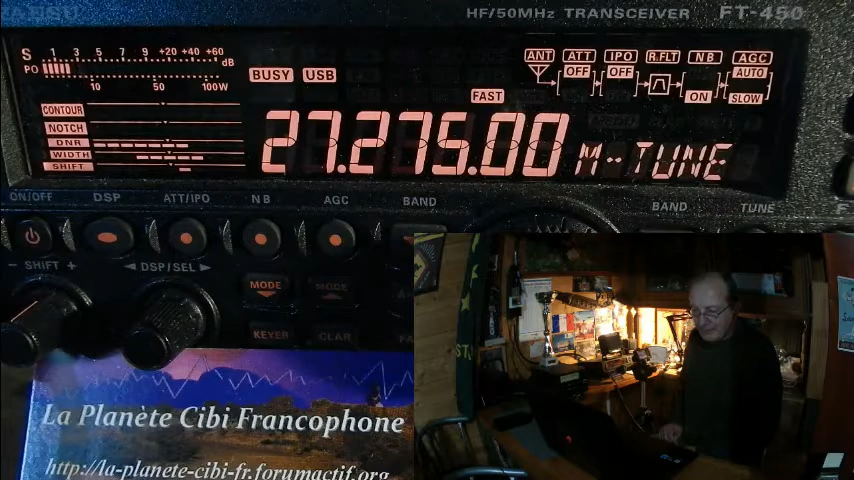 YAESU HF/50MHz TRANSCEIVER FT-450
S 1 3 5 7 9 +20 +40 +60 dB
PO 10 50 100W
BUSY USB
ANT ATT IPO R.FLT NB AGC
OFF OFF AUTO
ON SLOW
FAST
CONTOUR
NOTCH
DNR
WIDTH
SHIFT
27.275.00 M-TUNE
ON/OFF DSP ATT/IPO NB AGC BAND BAND TUNE
− SHIFT + ◄ DSP/SEL ►
MODE MODE
KEYER CLAR
La Planète Cibi Francophone
http://la-planete-cibi-fr.forumactif.org